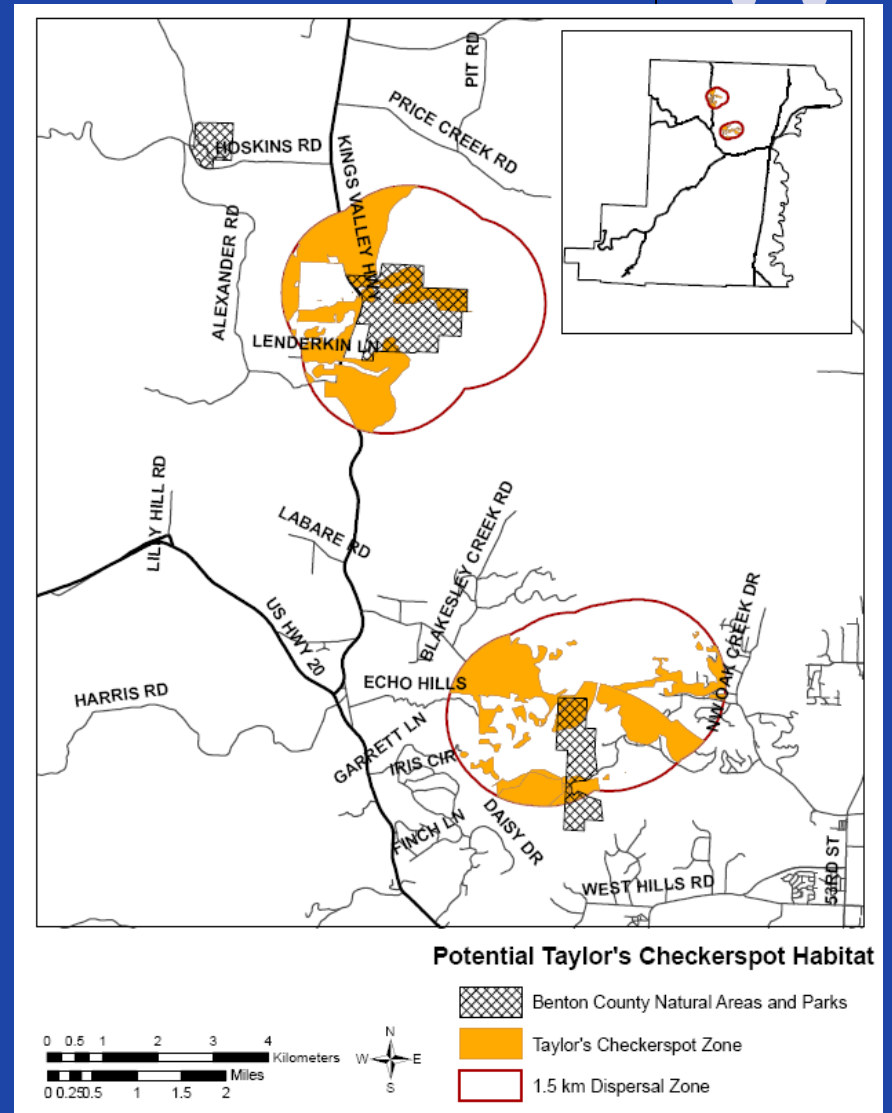 PIT RD
PRICE CREEK RD
HOSKINS RD
KINGS VALLEY HWY
ALEXANDER RD
LENDERKIN LN
LILLY HILL RD
LABARE RD
BLAKESLEY CREEK RD
US HWY 20
NW OAK CREEK DR
ECHO HILLS
HARRIS RD
GARRETT LN
IRIS CIR
DAISY DR
FINCH LN
WEST HILLS RD
53RD ST
Potential Taylor's Checkerspot Habitat
Benton County Natural Areas and Parks
Taylor's Checkerspot Zone
1.5 km Dispersal Zone
0 0.5 1 2 3 4
Kilometers
Miles
0 0.250.5 1 1.5 2
N
W E
S